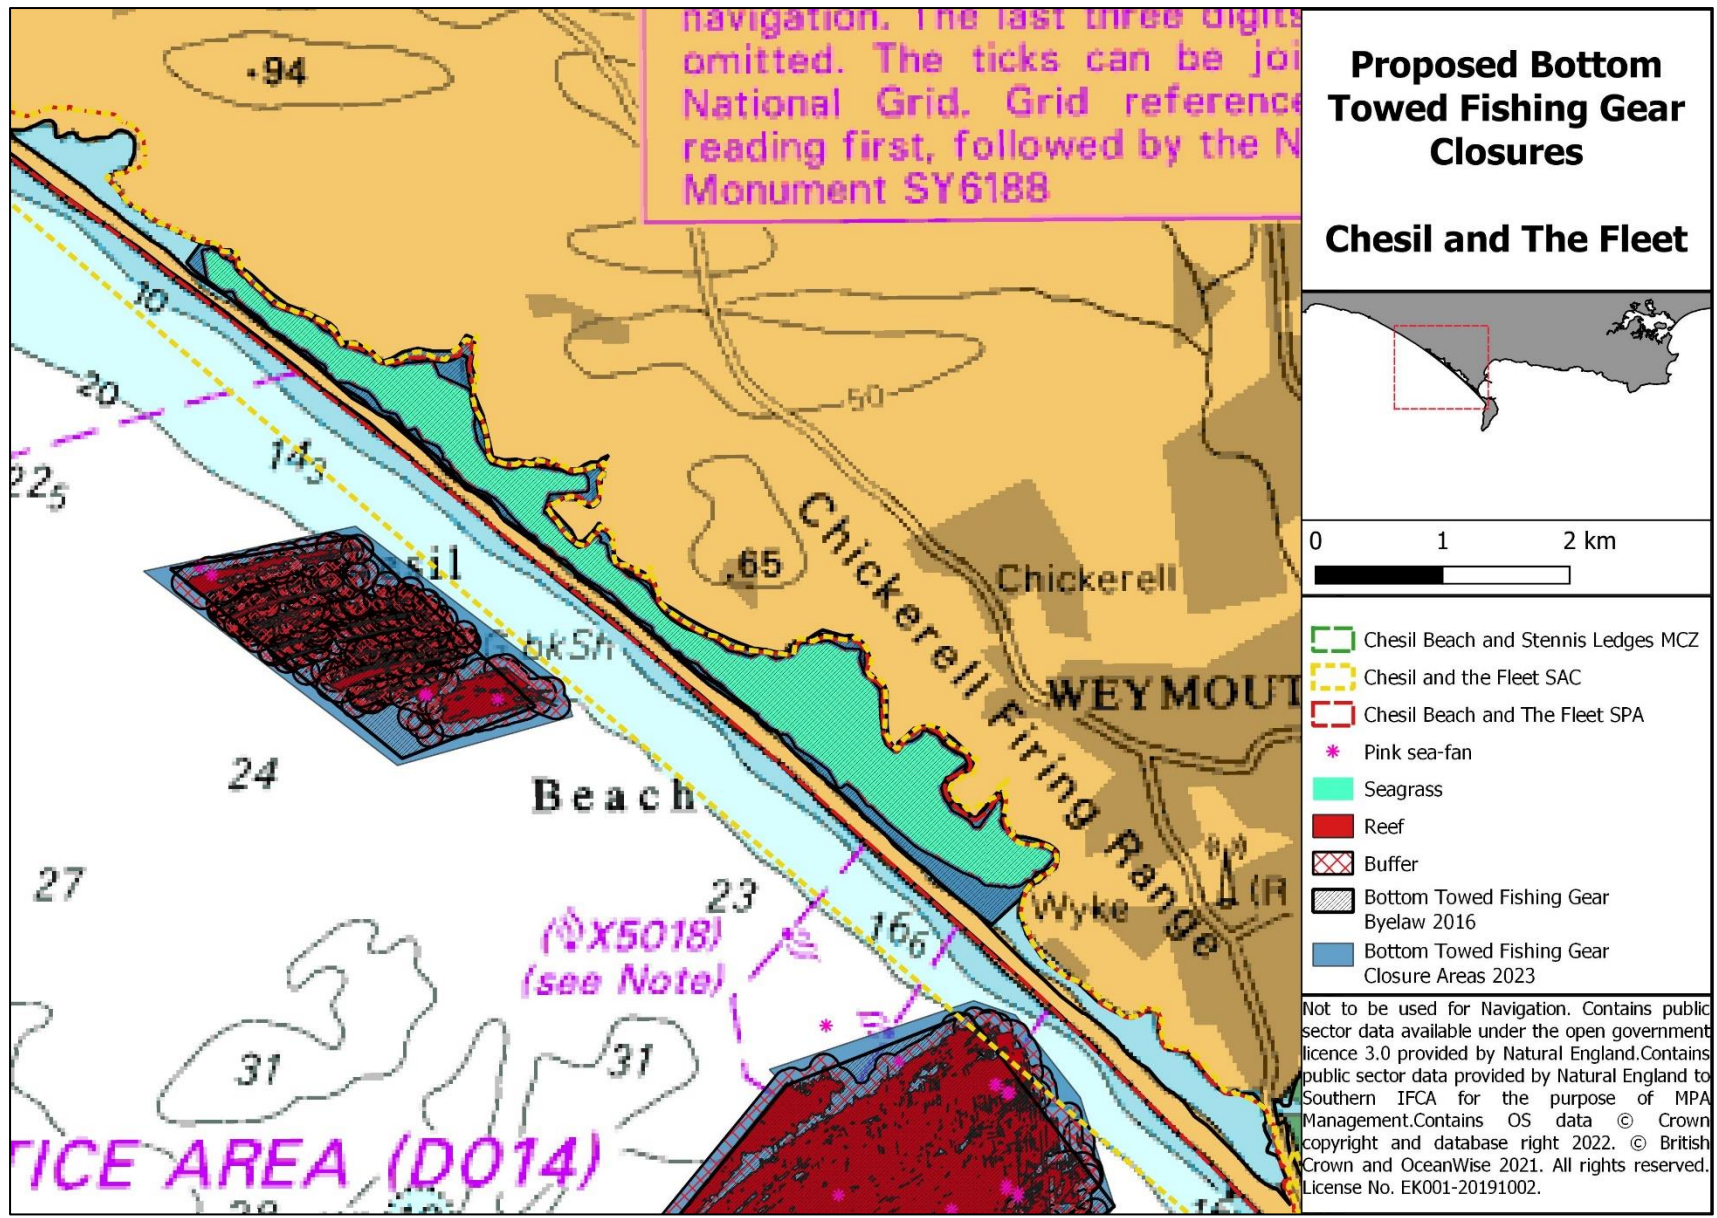 navigation. The last three digits
omitted. The ticks can be joi
National Grid. Grid reference
reading first, followed by the N
Monument SY6188
94
10
20
14₃
22₅
50
65
Chickerell Firing Range
Chickerell
WEYMOUT
sil
G bkSh
Beach
24
27
23
16₆
Wyke
(R
(X5018)
(see Note)
31
31
TICE AREA (D014)
Proposed Bottom
Towed Fishing Gear
Closures
Chesil and The Fleet
0 1 2 km
Chesil Beach and Stennis Ledges MCZ
Chesil and the Fleet SAC
Chesil Beach and The Fleet SPA
Pink sea-fan
Seagrass
Reef
Buffer
Bottom Towed Fishing Gear
Byelaw 2016
Bottom Towed Fishing Gear
Closure Areas 2023
Not to be used for Navigation. Contains public
sector data available under the open government
licence 3.0 provided by Natural England.Contains
public sector data provided by Natural England to
Southern IFCA for the purpose of MPA
Management.Contains OS data © Crown
copyright and database right 2022. © British
Crown and OceanWise 2021. All rights reserved.
License No. EK001-20191002.